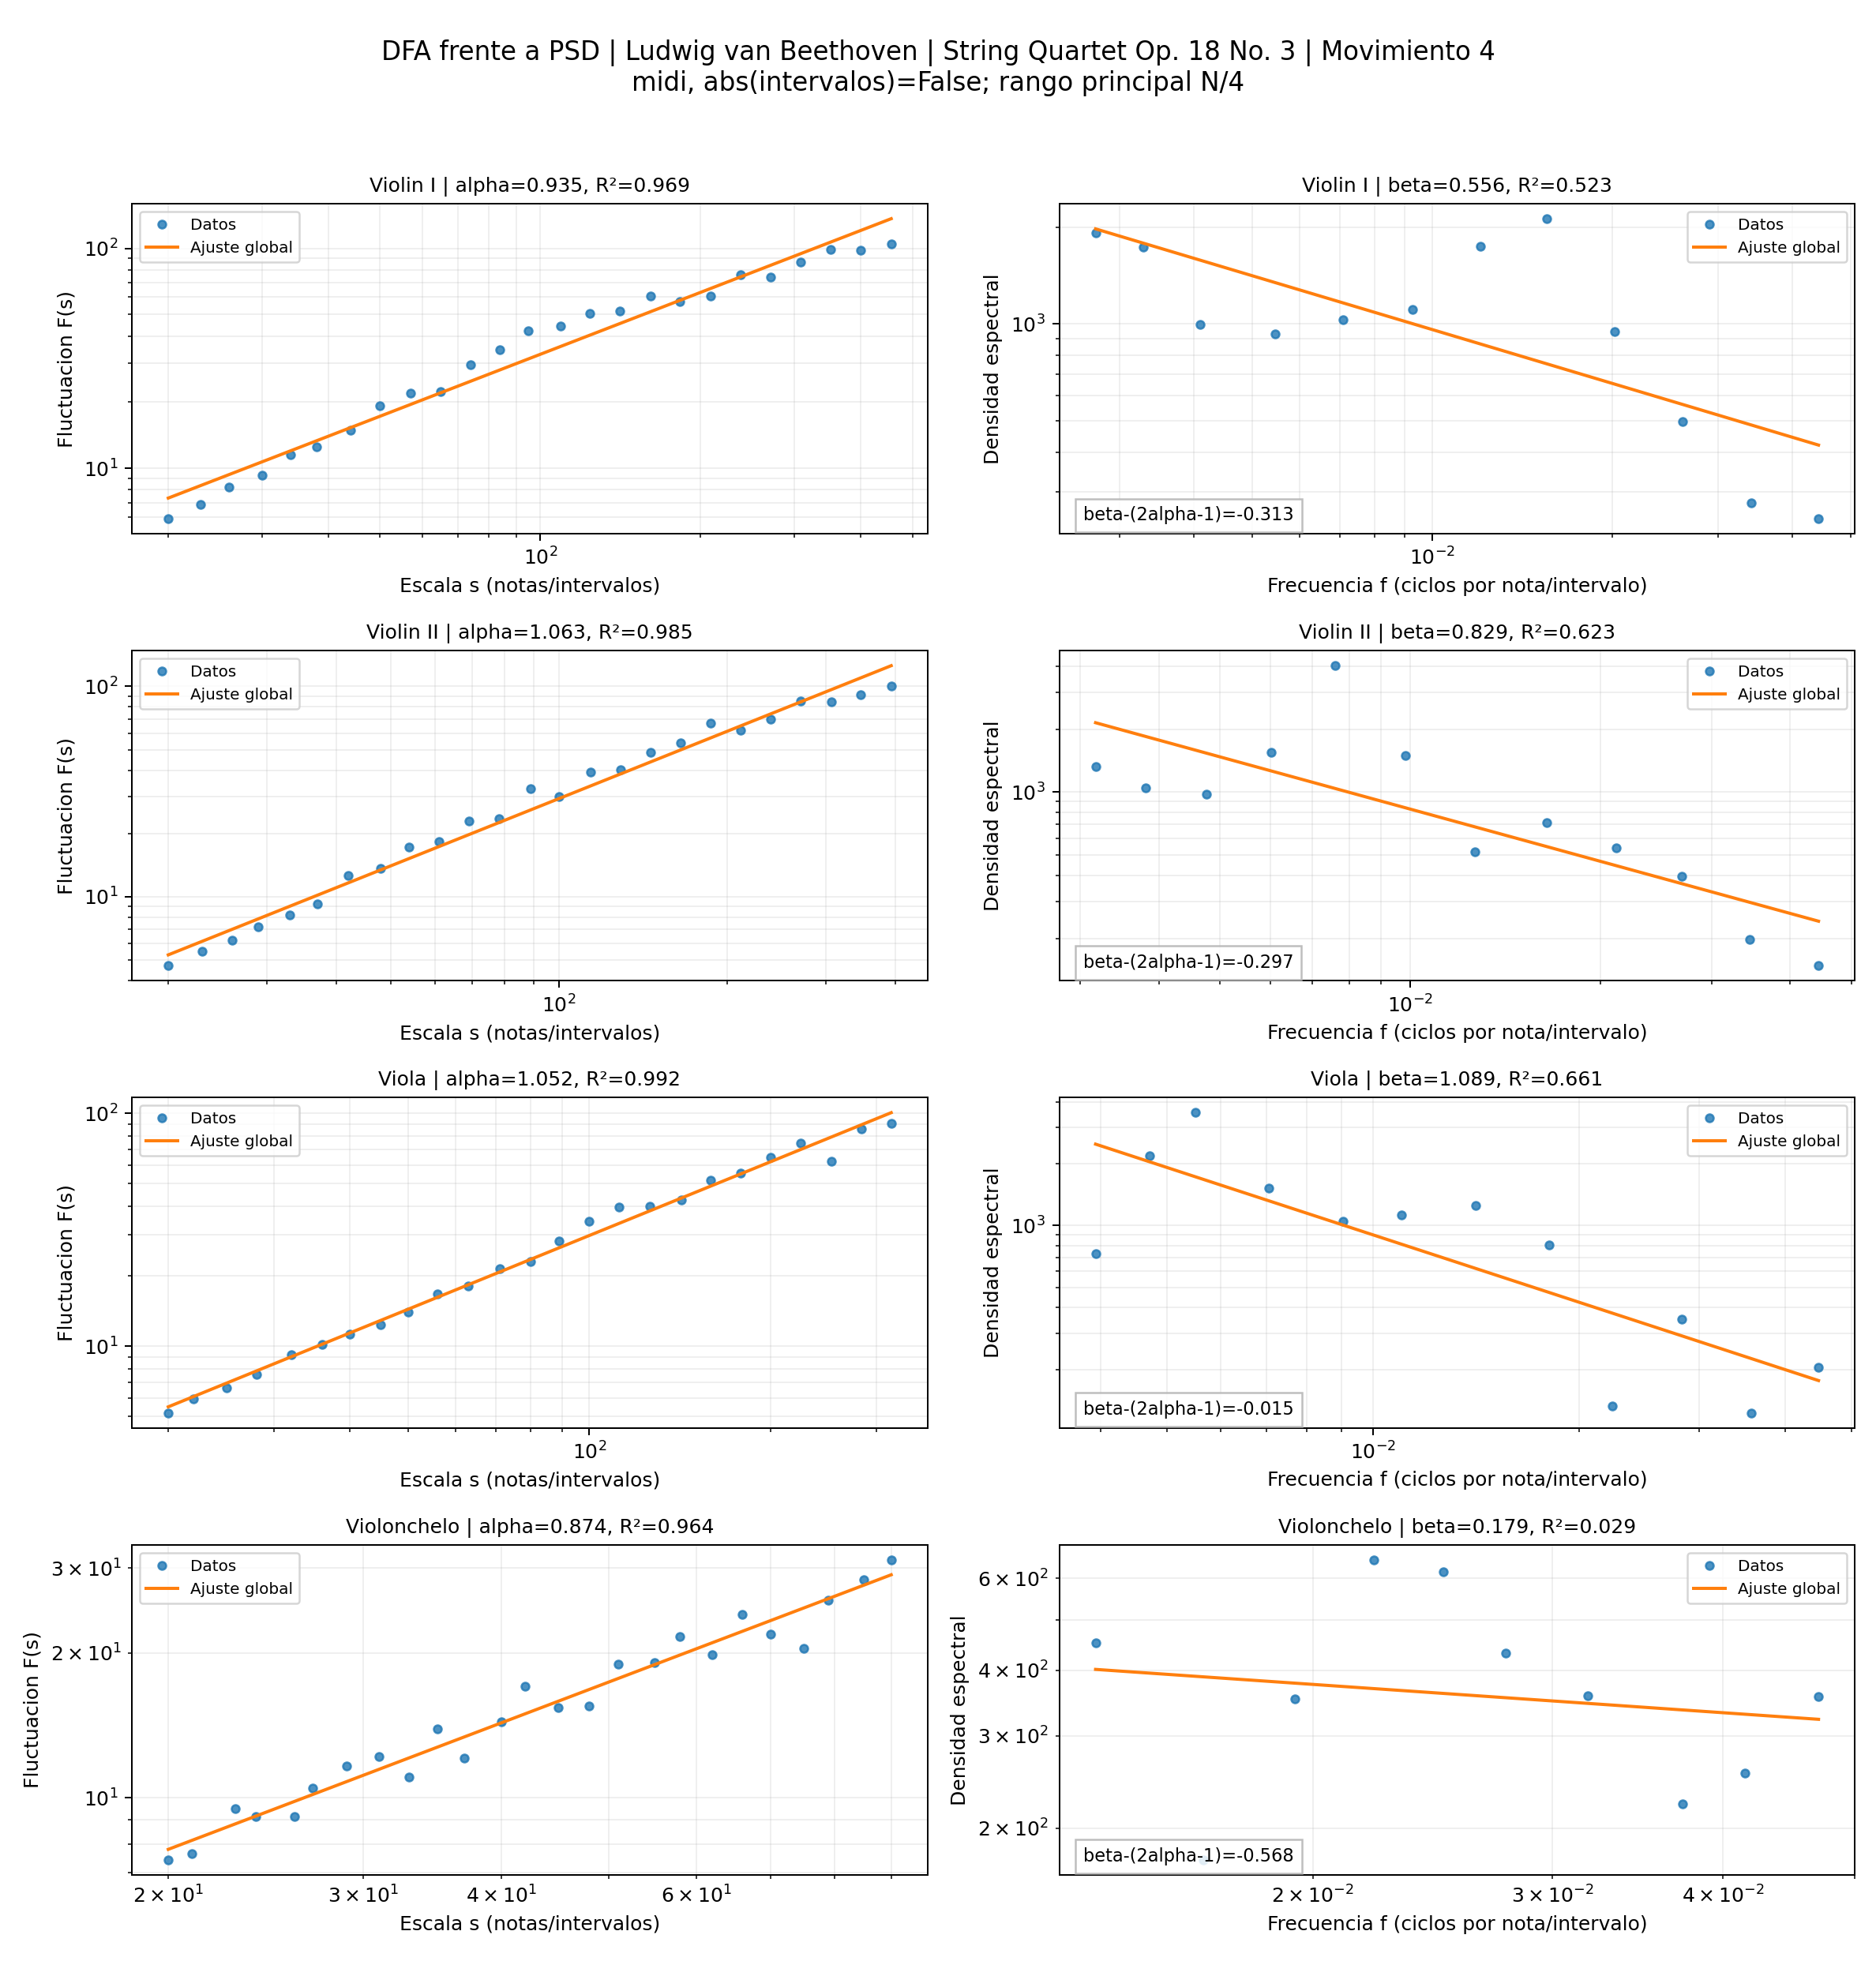 DFA frente a PSD | Ludwig van Beethoven | String Quartet Op. 18 No. 3 | Movimiento 4
midi, abs(intervalos)=False; rango principal N/4
Violin I | alpha=0.935, R²=0.969
Datos
Ajuste global
10²
10¹
Fluctuacion F(s)
10²
Escala s (notas/intervalos)
Violin I | beta=0.556, R²=0.523
Datos
Ajuste global
10³
Densidad espectral
beta-(2alpha-1)=-0.313
10⁻²
Frecuencia f (ciclos por nota/intervalo)
Violin II | alpha=1.063, R²=0.985
Datos
Ajuste global
10²
10¹
Fluctuacion F(s)
10²
Escala s (notas/intervalos)
Violin II | beta=0.829, R²=0.623
Datos
Ajuste global
10³
Densidad espectral
beta-(2alpha-1)=-0.297
10⁻²
Frecuencia f (ciclos por nota/intervalo)
Viola | alpha=1.052, R²=0.992
Datos
Ajuste global
10²
10¹
Fluctuacion F(s)
10²
Escala s (notas/intervalos)
Viola | beta=1.089, R²=0.661
Datos
Ajuste global
10³
Densidad espectral
beta-(2alpha-1)=-0.015
10⁻²
Frecuencia f (ciclos por nota/intervalo)
Violonchelo | alpha=0.874, R²=0.964
Datos
Ajuste global
3 × 10¹
2 × 10¹
10¹
Fluctuacion F(s)
2 × 10¹ 3 × 10¹ 4 × 10¹ 6 × 10¹
Escala s (notas/intervalos)
Violonchelo | beta=0.179, R²=0.029
Datos
Ajuste global
6 × 10²
4 × 10²
3 × 10²
2 × 10²
Densidad espectral
beta-(2alpha-1)=-0.568
2 × 10⁻² 3 × 10⁻² 4 × 10⁻²
Frecuencia f (ciclos por nota/intervalo)